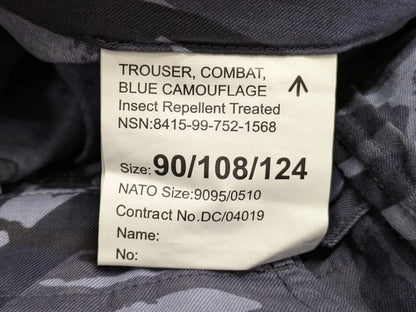 TROUSER, COMBAT,
BLUE CAMOUFLAGE
Insect Repellent Treated
NSN:8415-99-752-1568
Size: 90/108/124
NATO Size:9095/0510
Contract No.DC/04019
Name:
No: